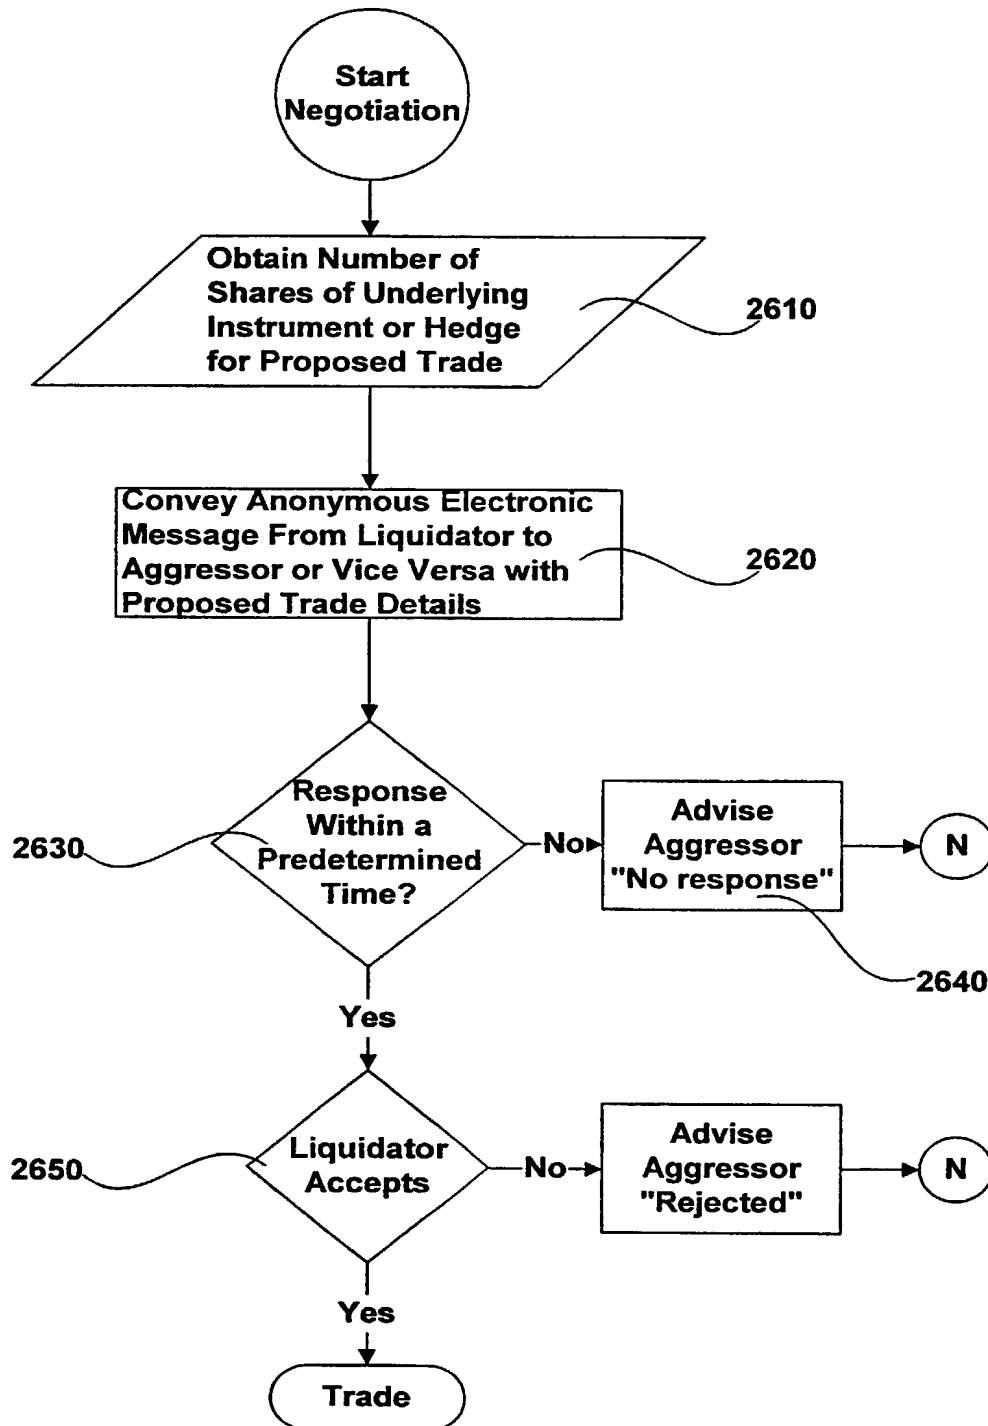 Start
Negotiation
Obtain Number of
Shares of Underlying
Instrument or Hedge
for Proposed Trade
2610
Convey Anonymous Electronic
Message From Liquidator to
Aggressor or Vice Versa with
Proposed Trade Details
2620
Response
Within a
Predetermined
Time?
2630
No
Advise
Aggressor
"No response"
N
2640
Yes
Liquidator
Accepts
2650
No
Advise
Aggressor
"Rejected"
N
Yes
Trade